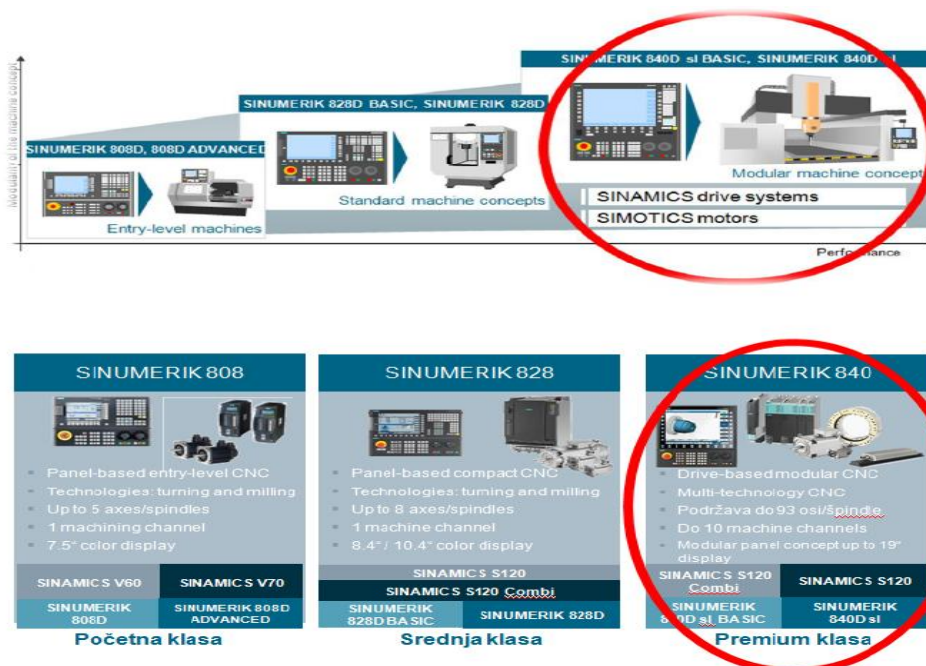 Modularity of the machine concept
SINUMERIK 808D, 808D ADVANCED
Entry-level machines
SINUMERIK 828D BASIC, SINUMERIK 828D
Standard machine concepts
SINUMERIK 840D sl BASIC, SINUMERIK 840D sl
Modular machine concept
SINAMICS drive systems
SIMOTICS motors
Performance
SINUMERIK 808
Panel-based entry-level CNC
Technologies: turning and milling
Up to 5 axes/spindles
1 machining channel
7.5" color display
SINAMICS V60
SINAMICS V70
SINUMERIK
808D
SINUMERIK 808D
ADVANCED
Početna klasa
SINUMERIK 828
Panel-based compact CNC
Technologies: turning and milling
Up to 8 axes/spindles
1 machining channel
8.4" / 10.4" color display
SINAMICS S120
SINAMICS S120 Combi
SINUMERIK
828D BASIC
SINUMERIK 828D
Srednja klasa
SINUMERIK 840
Drive-based modular CNC
Multi-technology CNC
Podržava do 93 osi/špindle
Do 10 machine channels
Modular panel concept up to 19"
display
SINAMICS S120
Combi
SINAMICS S120
SINUMERIK
840D sl BASIC
SINUMERIK
840D sl
Premium klasa